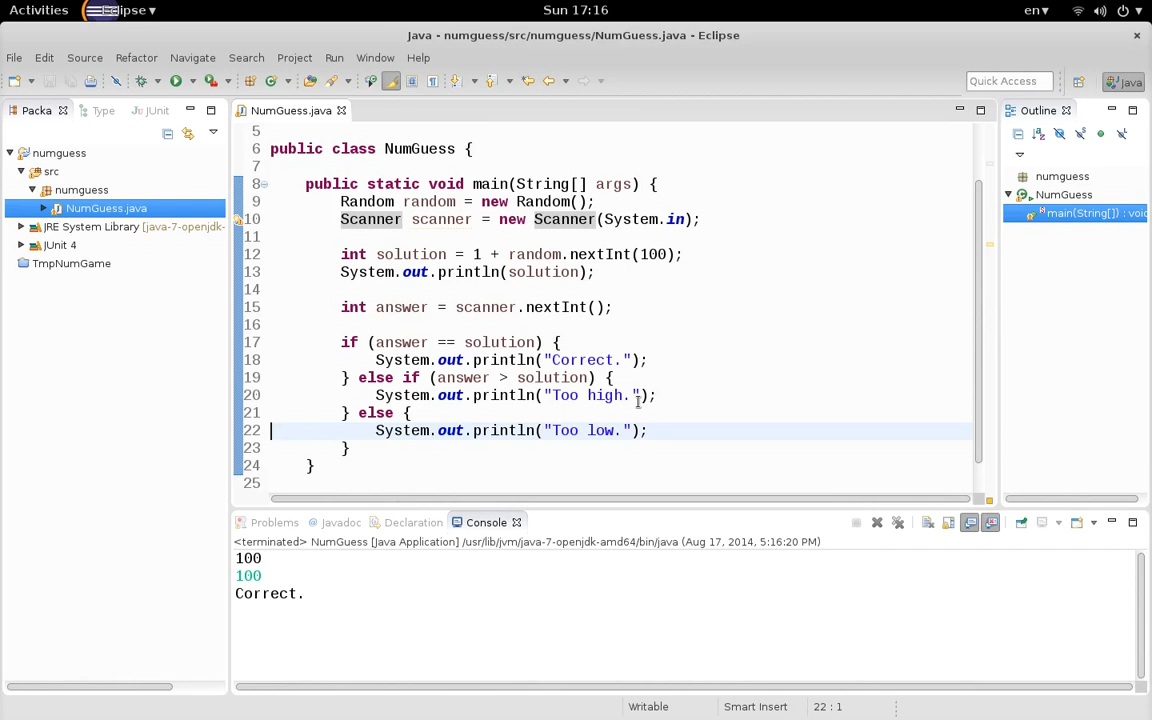 Activities Eclipse ▾ Sun 17:16 en ▾
Java - numguess/src/numguess/NumGuess.java - Eclipse ×
File Edit Source Refactor Navigate Search Project Run Window Help
Quick Access Java
Packa Type JUnit
numguess
src
numguess
NumGuess.java
JRE System Library [java-7-openjdk-
JUnit 4
TmpNumGame
NumGuess.java
5
6 public class NumGuess {
7
8 public static void main(String[] args) {
9 Random random = new Random();
10 Scanner scanner = new Scanner(System.in);
11
12 int solution = 1 + random.nextInt(100);
13 System.out.println(solution);
14
15 int answer = scanner.nextInt();
16
17 if (answer == solution) {
18 System.out.println("Correct.");
19 } else if (answer > solution) {
20 System.out.println("Too high.");
21 } else {
22 System.out.println("Too low.");
23 }
24 }
25
Outline
numguess
NumGuess
main(String[]) : void
Problems Javadoc Declaration Console
<terminated> NumGuess [Java Application] /usr/lib/jvm/java-7-openjdk-amd64/bin/java (Aug 17, 2014, 5:16:20 PM)
100
100
Correct.
Writable Smart Insert 22 : 1